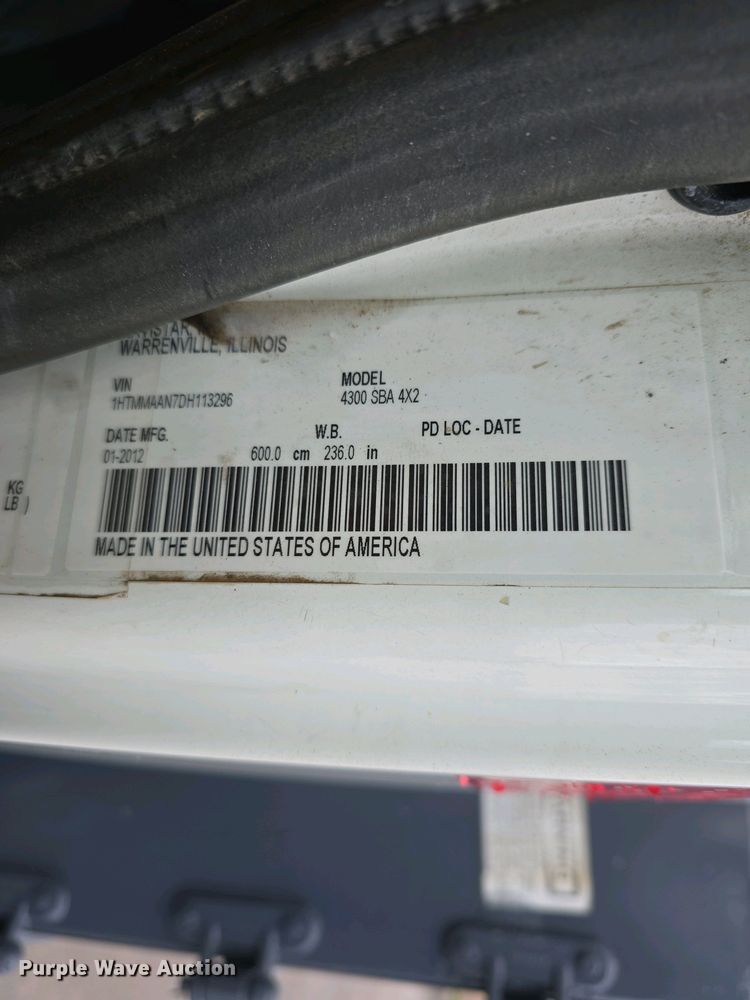 WARRENVILLE, ILLINOIS
VIN MODEL
1HTMMAAN7DH113296 4300 SBA 4X2
DATE MFG. W.B. PD LOC - DATE
01-2012 600.0 cm 236.0 in
KG
LB )
MADE IN THE UNITED STATES OF AMERICA
Purple Wave Auction